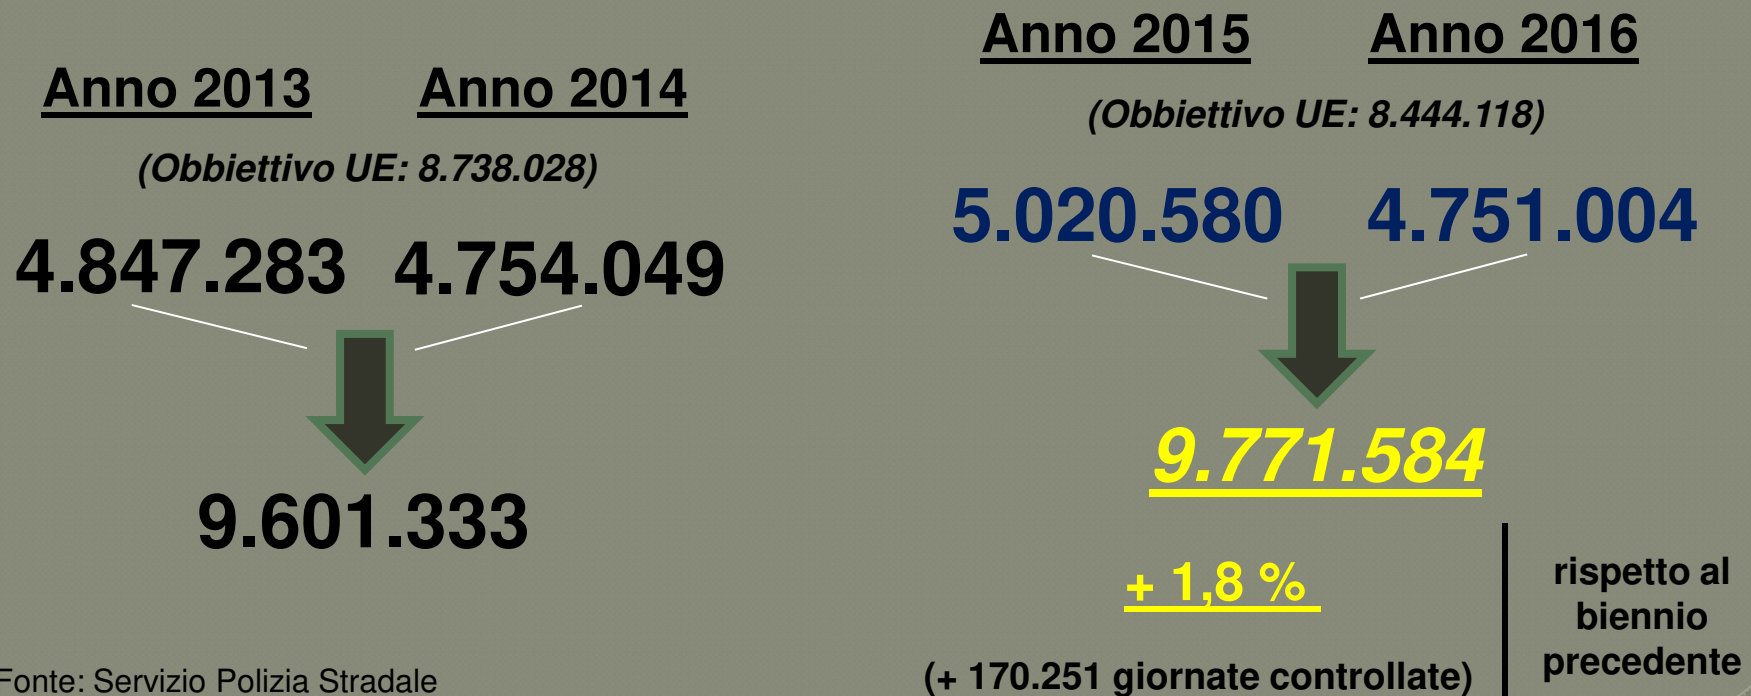 Anno 2013 Anno 2014
(Obbiettivo UE: 8.738.028)
4.847.283 4.754.049
9.601.333
Fonte: Servizio Polizia Stradale
Anno 2015 Anno 2016
(Obbiettivo UE: 8.444.118)
5.020.580 4.751.004
9.771.584
+ 1,8 %
(+ 170.251 giornate controllate)
rispetto al
biennio
precedente